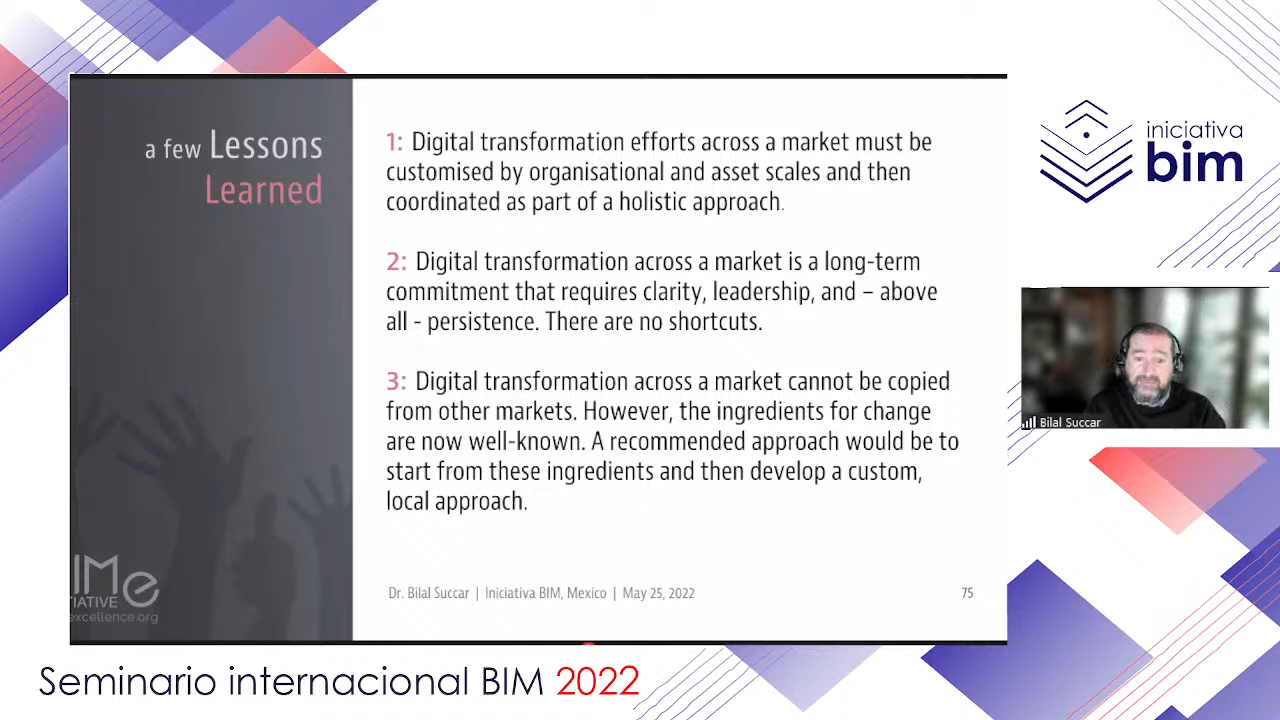 a few Lessons
Learned
1: Digital transformation efforts across a market must be
customised by organisational and asset scales and then
coordinated as part of a holistic approach.
2: Digital transformation across a market is a long-term
commitment that requires clarity, leadership, and – above
all - persistence. There are no shortcuts.
3: Digital transformation across a market cannot be copied
from other markets. However, the ingredients for change
are now well-known. A recommended approach would be to
start from these ingredients and then develop a custom,
local approach.
IMe
TIATIVE
excellence.org
Dr. Bilal Succar | Iniciativa BIM, Mexico | May 25, 2022
75
iniciativa
bim
Bilal Succar
Seminario internacional BIM 2022